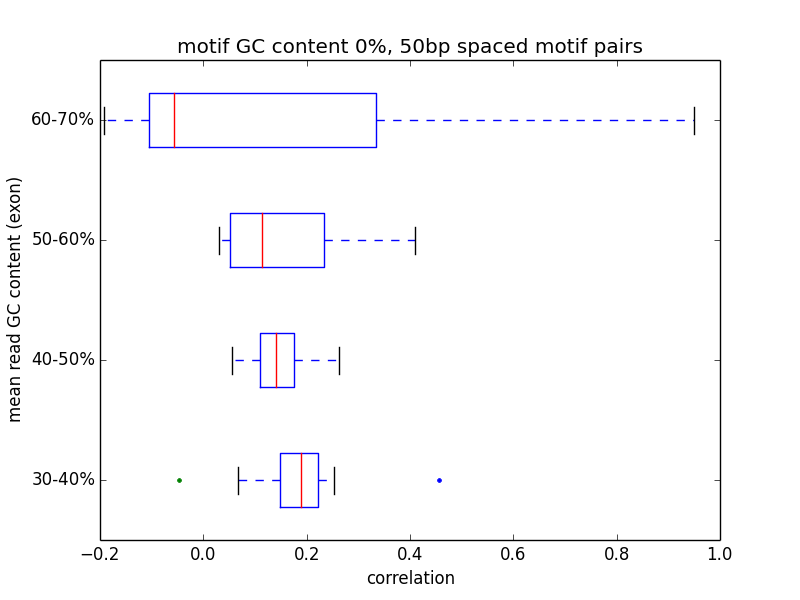 motif GC content 0%, 50bp spaced motif pairs
mean read GC content (exon)
60-70%
50-60%
40-50%
30-40%
−0.2 0.0 0.2 0.4 0.6 0.8 1.0
correlation